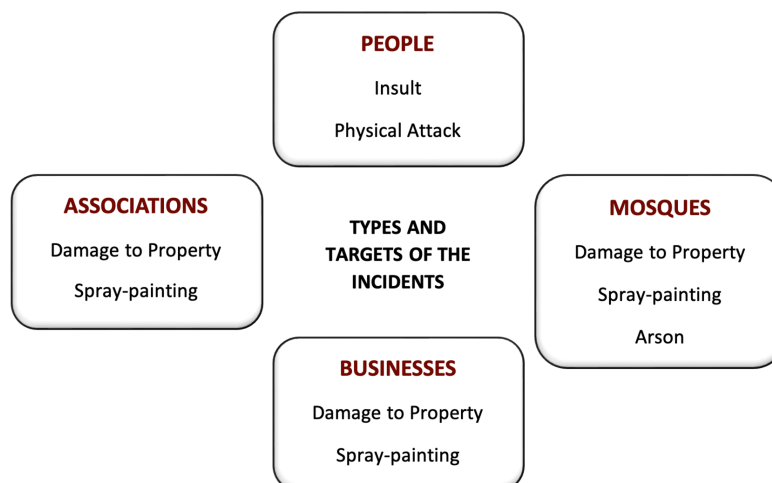 PEOPLE
Insult
Physical Attack
ASSOCIATIONS
Damage to Property
Spray-painting
TYPES AND
TARGETS OF THE
INCIDENTS
MOSQUES
Damage to Property
Spray-painting
Arson
BUSINESSES
Damage to Property
Spray-painting